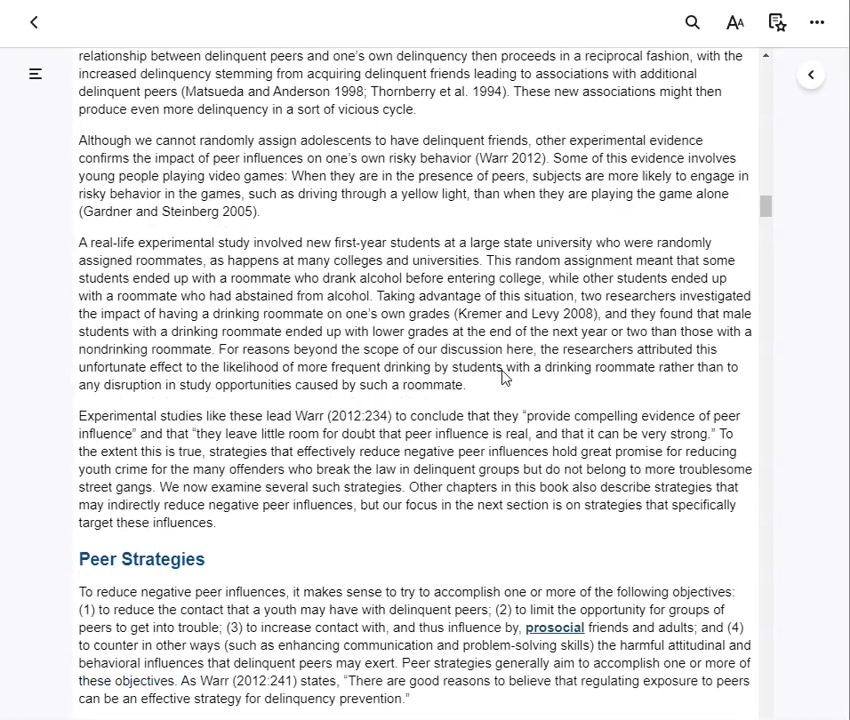 relationship between delinquent peers and one’s own delinquency then proceeds in a reciprocal fashion, with the
increased delinquency stemming from acquiring delinquent friends leading to associations with additional
delinquent peers (Matsueda and Anderson 1998; Thornberry et al. 1994). These new associations might then
produce even more delinquency in a sort of vicious cycle.
Although we cannot randomly assign adolescents to have delinquent friends, other experimental evidence
confirms the impact of peer influences on one’s own risky behavior (Warr 2012). Some of this evidence involves
young people playing video games: When they are in the presence of peers, subjects are more likely to engage in
risky behavior in the games, such as driving through a yellow light, than when they are playing the game alone
(Gardner and Steinberg 2005).
A real-life experimental study involved new first-year students at a large state university who were randomly
assigned roommates, as happens at many colleges and universities. This random assignment meant that some
students ended up with a roommate who drank alcohol before entering college, while other students ended up
with a roommate who had abstained from alcohol. Taking advantage of this situation, two researchers investigated
the impact of having a drinking roommate on one’s own grades (Kremer and Levy 2008), and they found that male
students with a drinking roommate ended up with lower grades at the end of the next year or two than those with a
nondrinking roommate. For reasons beyond the scope of our discussion here, the researchers attributed this
unfortunate effect to the likelihood of more frequent drinking by students with a drinking roommate rather than to
any disruption in study opportunities caused by such a roommate.
Experimental studies like these lead Warr (2012:234) to conclude that they “provide compelling evidence of peer
influence” and that “they leave little room for doubt that peer influence is real, and that it can be very strong.” To
the extent this is true, strategies that effectively reduce negative peer influences hold great promise for reducing
youth crime for the many offenders who break the law in delinquent groups but do not belong to more troublesome
street gangs. We now examine several such strategies. Other chapters in this book also describe strategies that
may indirectly reduce negative peer influences, but our focus in the next section is on strategies that specifically
target these influences.
Peer Strategies
To reduce negative peer influences, it makes sense to try to accomplish one or more of the following objectives:
(1) to reduce the contact that a youth may have with delinquent peers; (2) to limit the opportunity for groups of
peers to get into trouble; (3) to increase contact with, and thus influence by, prosocial friends and adults; and (4)
to counter in other ways (such as enhancing communication and problem-solving skills) the harmful attitudinal and
behavioral influences that delinquent peers may exert. Peer strategies generally aim to accomplish one or more of
these objectives. As Warr (2012:241) states, “There are good reasons to believe that regulating exposure to peers
can be an effective strategy for delinquency prevention.”